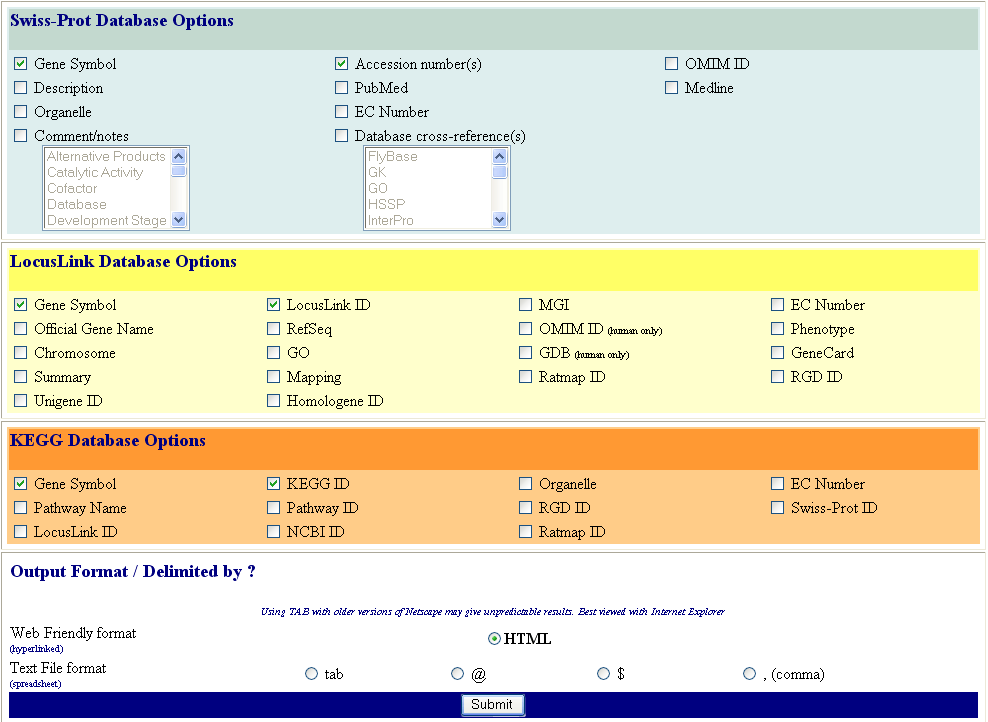 Swiss-Prot Database Options
Gene Symbol Accession number(s) OMIM ID
Description PubMed Medline
Organelle EC Number
Comment/notes Database cross-reference(s)
Alternative Products FlyBase
Catalytic Activity GK
Cofactor GO
Database HSSP
Development Stage InterPro
LocusLink Database Options
Gene Symbol LocusLink ID MGI EC Number
Official Gene Name RefSeq OMIM ID (human only) Phenotype
Chromosome GO GDB (human only) GeneCard
Summary Mapping Ratmap ID RGD ID
Unigene ID Homologene ID
KEGG Database Options
Gene Symbol KEGG ID Organelle EC Number
Pathway Name Pathway ID RGD ID Swiss-Prot ID
LocusLink ID NCBI ID Ratmap ID
Output Format / Delimited by ?
Using TAB with older versions of Netscape may give unpredictable results. Best viewed with Internet Explorer
Web Friendly format HTML
(hyperlinked)
Text File format tab @ $ , (comma)
(spreadsheet)
Submit